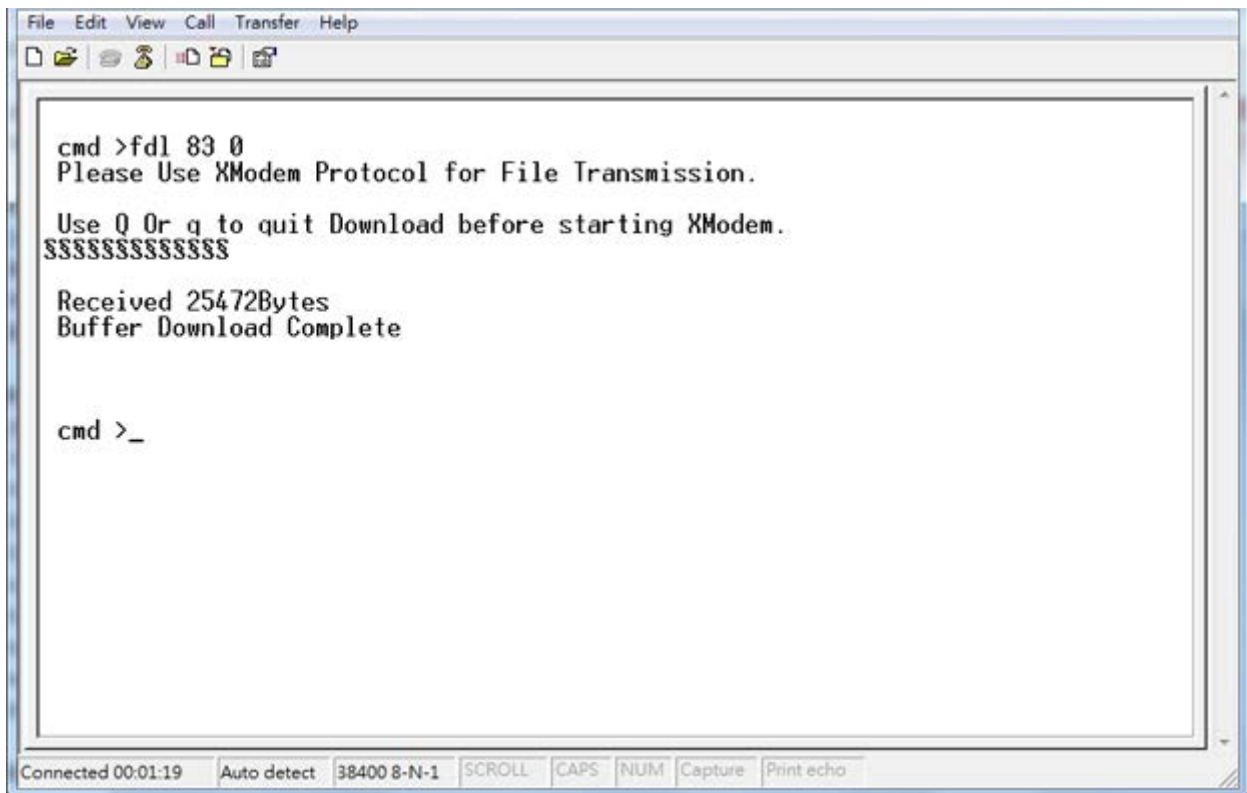 File Edit View Call Transfer Help
cmd >fdl 83 0
Please Use XModem Protocol for File Transmission.
Use Q Or q to quit Download before starting XModem.
§§§§§§§§§§§§§
Received 25472Bytes
Buffer Download Complete
cmd >_
Connected 00:01:19 Auto detect 38400 8-N-1 SCROLL CAPS NUM Capture Print echo